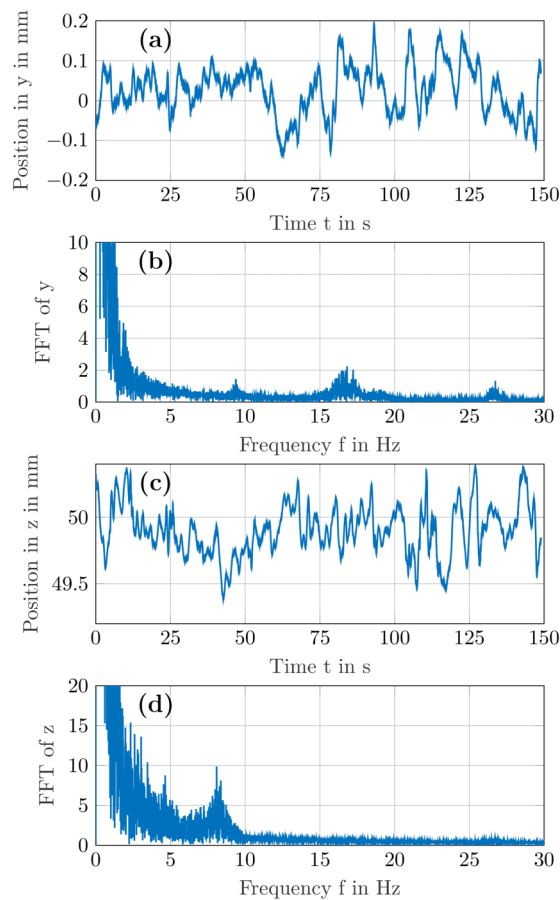 (a)
Position in y in mm
0.2
0.1
0
−0.1
−0.2
0 25 50 75 100 125 150
Time t in s
(b)
FFT of y
10
8
6
4
2
0
0 5 10 15 20 25 30
Frequency f in Hz
(c)
Position in z in mm
50
49.5
0 25 50 75 100 125 150
Time t in s
(d)
FFT of z
20
15
10
5
0
0 5 10 15 20 25 30
Frequency f in Hz